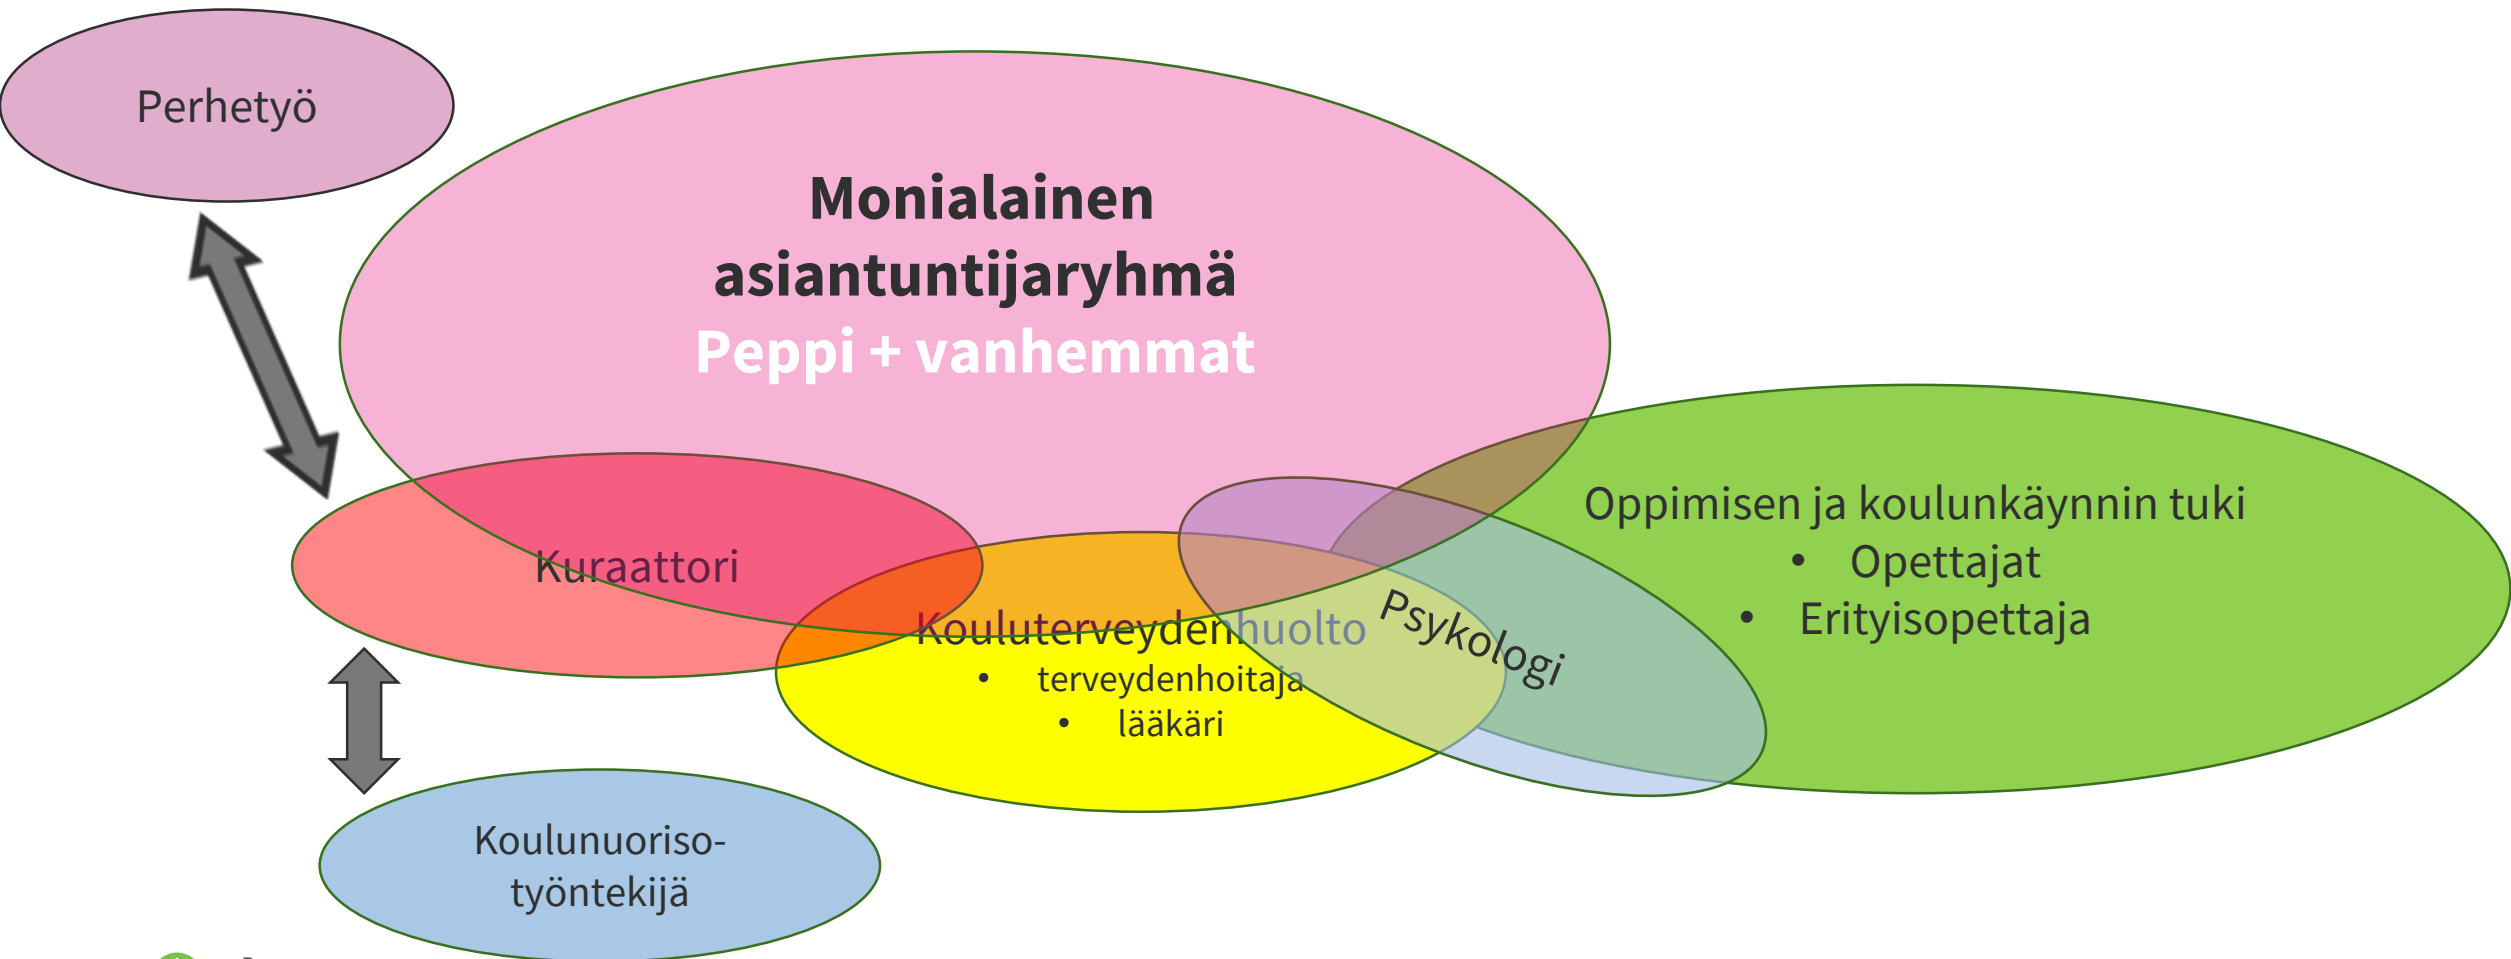 Perhetyö
Monialainen
asiantuntijaryhmä
Peppi + vanhemmat
Oppimisen ja koulunkäynnin tuki
• Opettajat
• Erityisopettaja
Kuraattori
Kouluterveydenhuolto
• terveydenhoitaja
• lääkäri
Psykologi
Koulunuoriso-
työntekijä